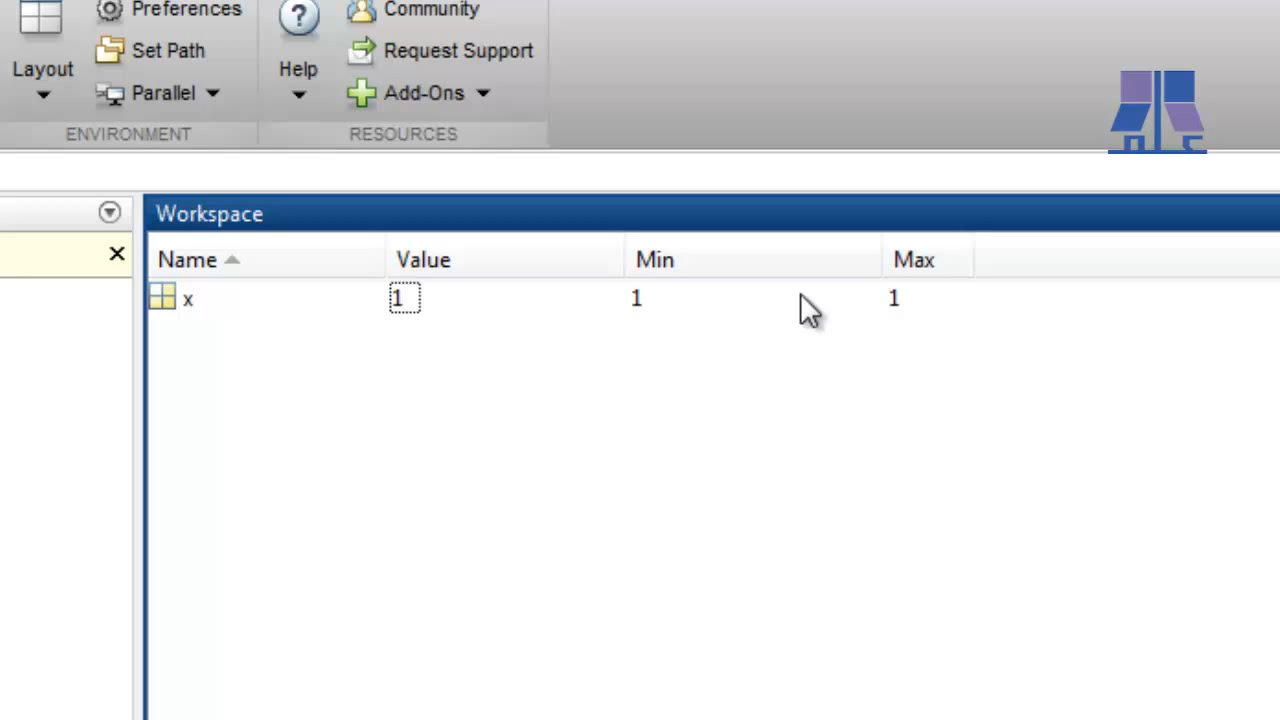 Preferences
Community
Set Path
Request Support
Layout
Help
Parallel
Add-Ons
ENVIRONMENT
RESOURCES
Workspace
Name Value Min Max
x 1 1 1